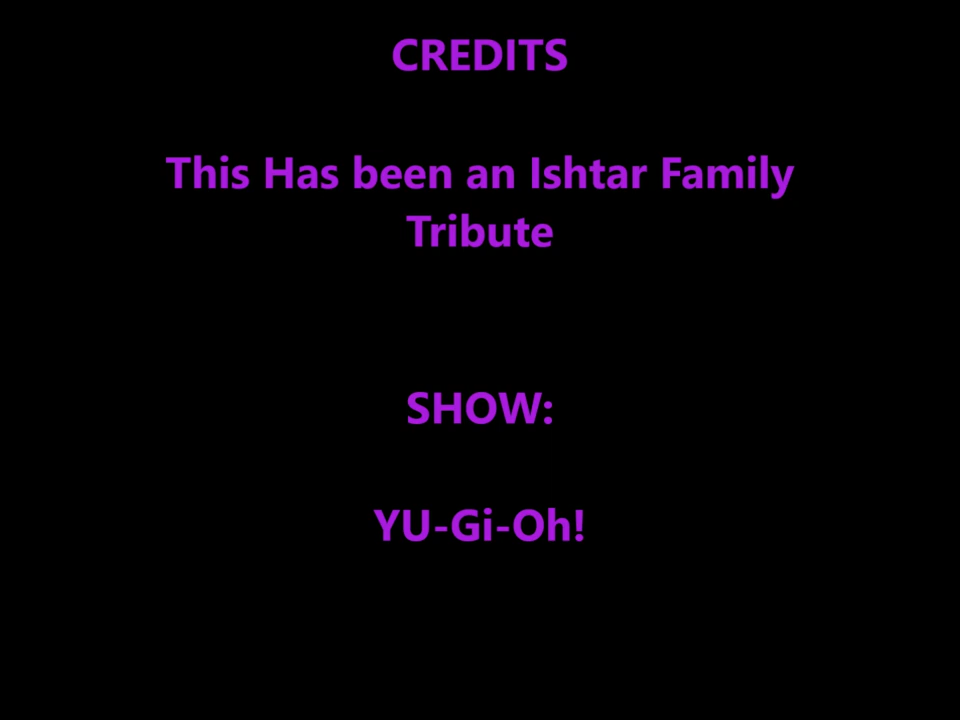 CREDITS
This Has been an Ishtar Family
Tribute
SHOW:
YU-Gi-Oh!